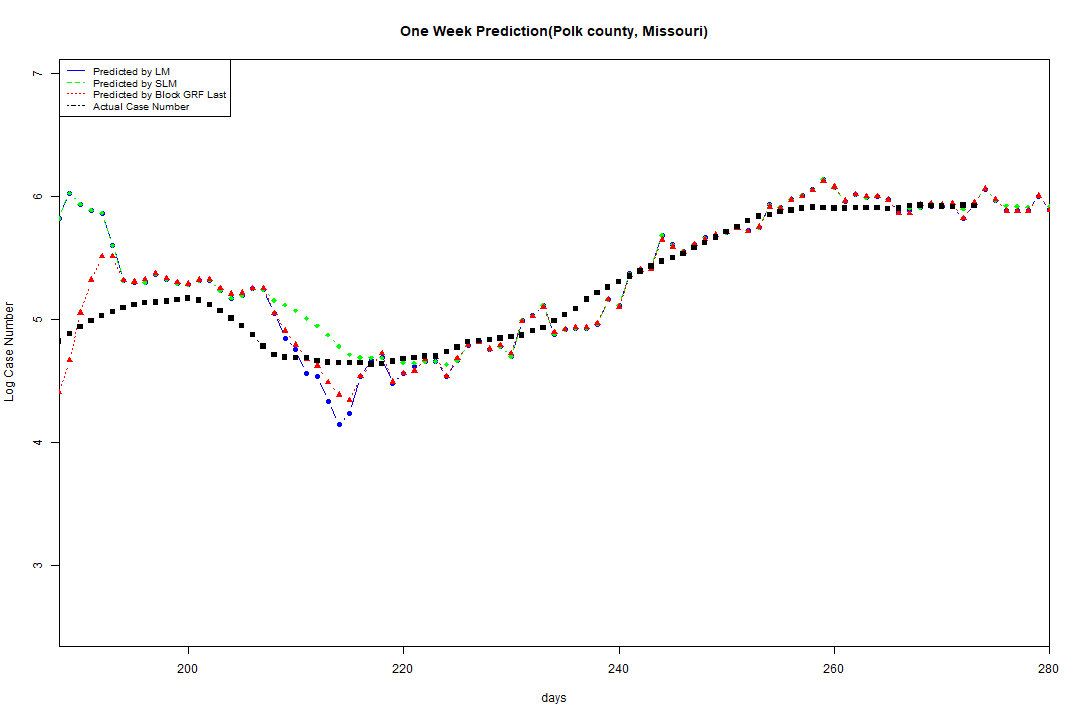 One Week Prediction(Polk county, Missouri)
Predicted by LM
Predicted by SLM
Predicted by Block GRF Last
Actual Case Number
7
6
5
4
3
Log Case Number
200 220 240 260 280
days